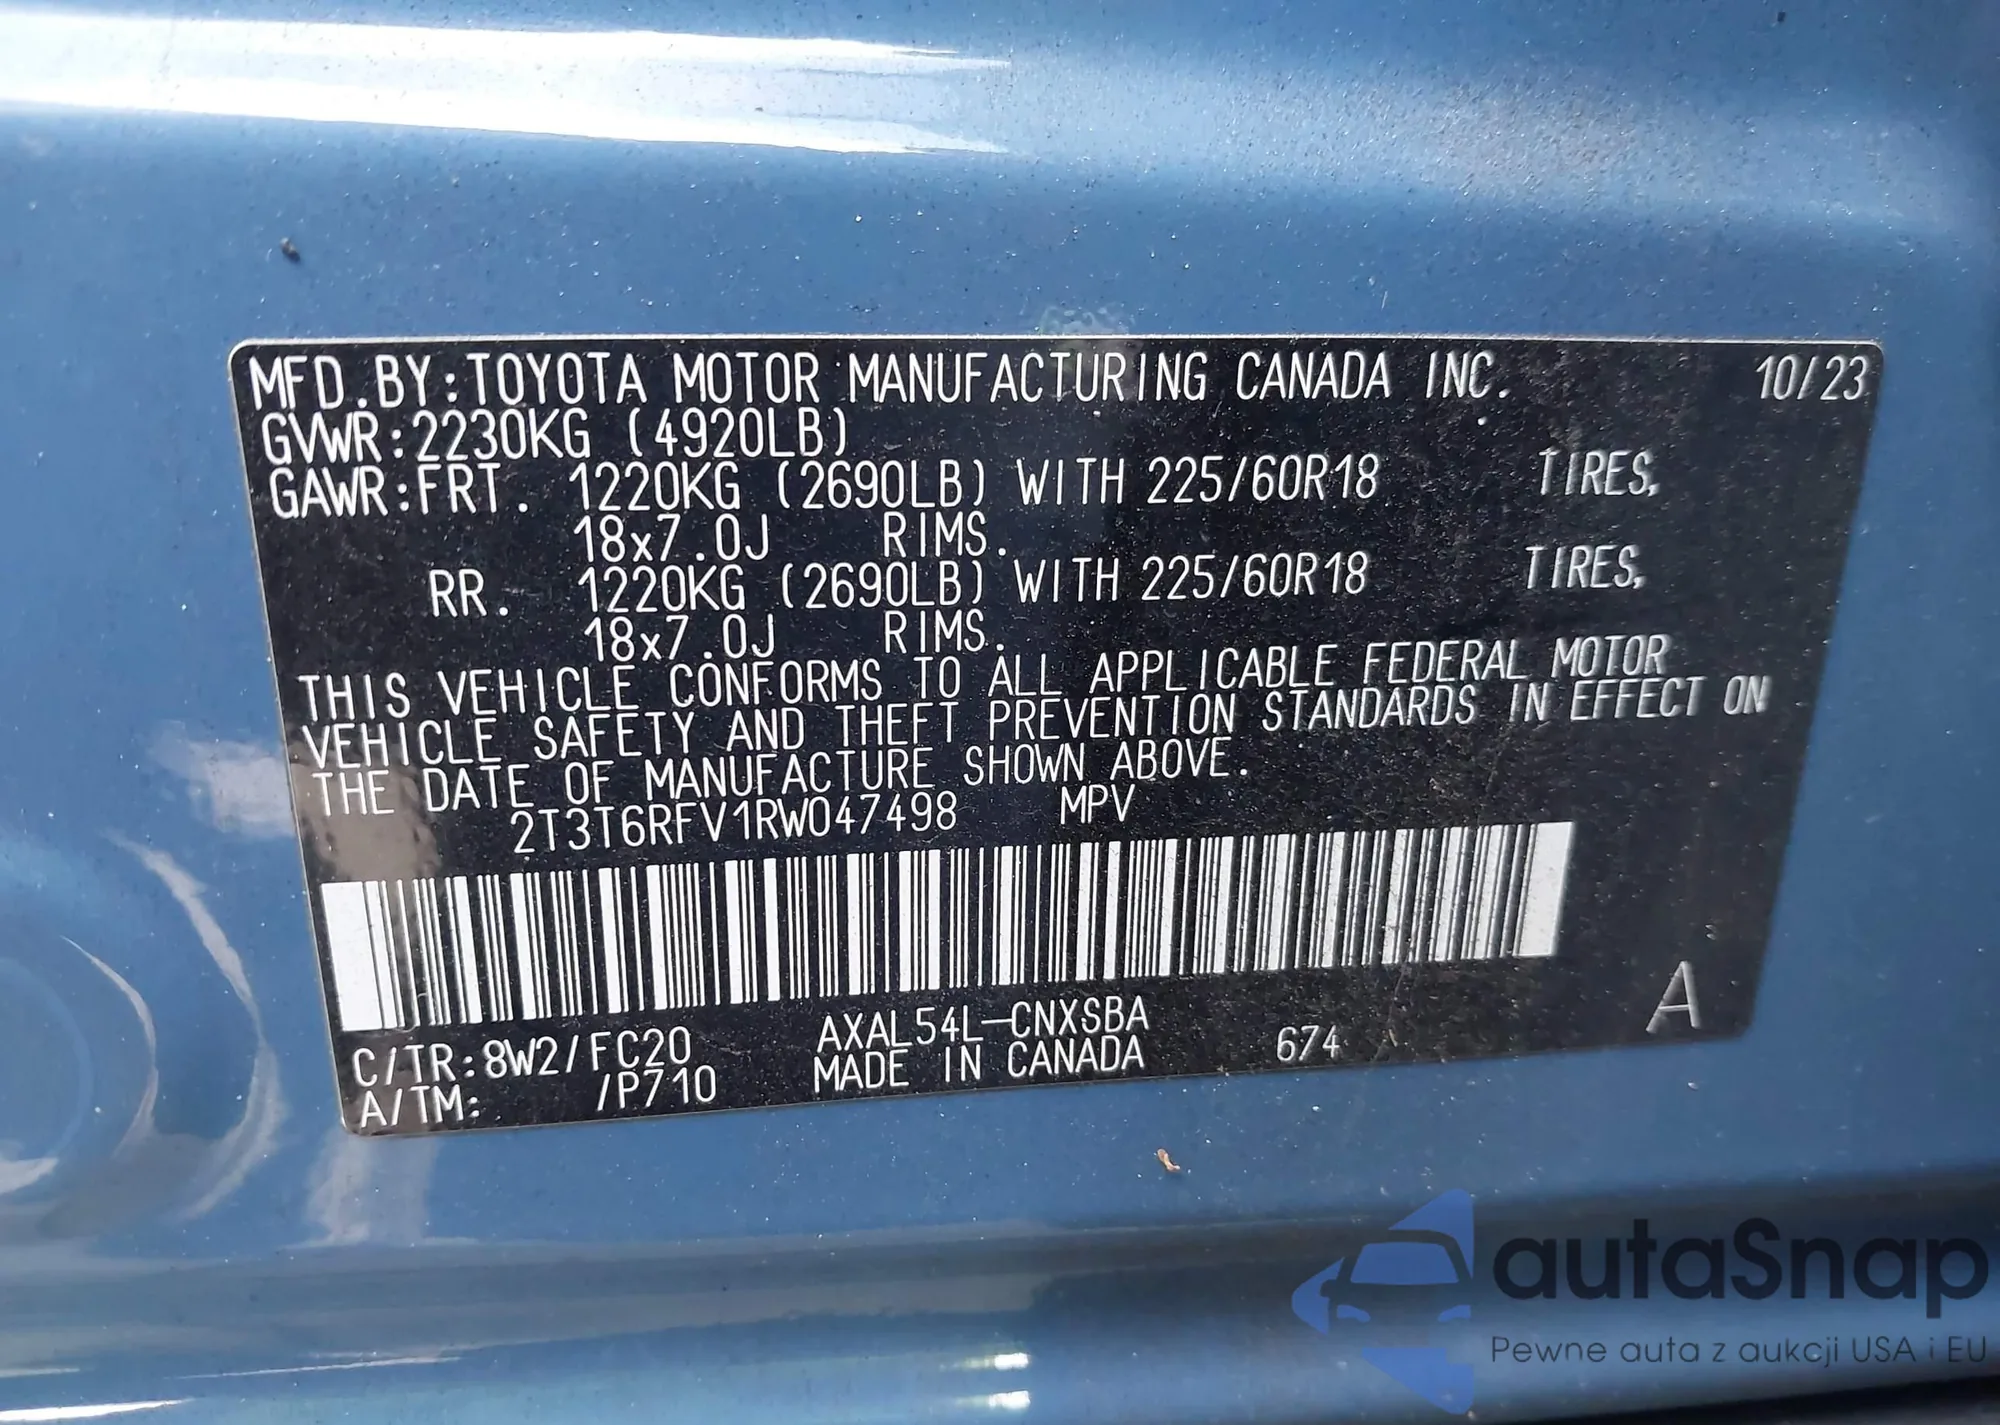 MFD.BY:TOYOTA MOTOR MANUFACTURING CANADA INC. 10/23
GVWR:2230KG (4920LB)
GAWR:FRT. 1220KG (2690LB) WITH 225/60R18 TIRES,
18x7.0J RIMS.
RR. 1220KG (2690LB) WITH 225/60R18 TIRES,
18x7.0J RIMS.
THIS VEHICLE CONFORMS TO ALL APPLICABLE FEDERAL MOTOR
VEHICLE SAFETY AND THEFT PREVENTION STANDARDS IN EFFECT ON
THE DATE OF MANUFACTURE SHOWN ABOVE.
2T3T6RFV1RW047498 MPV
C/TR:8W2/FC20 AXAL54L-CNXSBA A
A/TM: /P710 MADE IN CANADA 674
autaSnap
Pewne auta z aukcji USA i EU